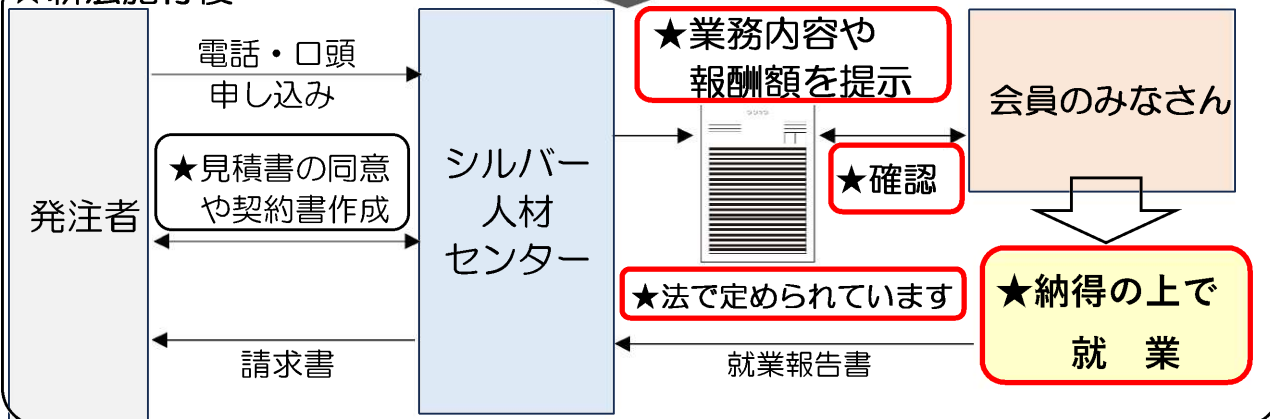 発注者
電話・口頭
申し込み
★見積書の同意
や契約書作成
請求書
シルバー
人材
センター
★業務内容や
報酬額を提示
★確認
★法で定められています
会員のみなさん
★納得の上で
就　業
就業報告書